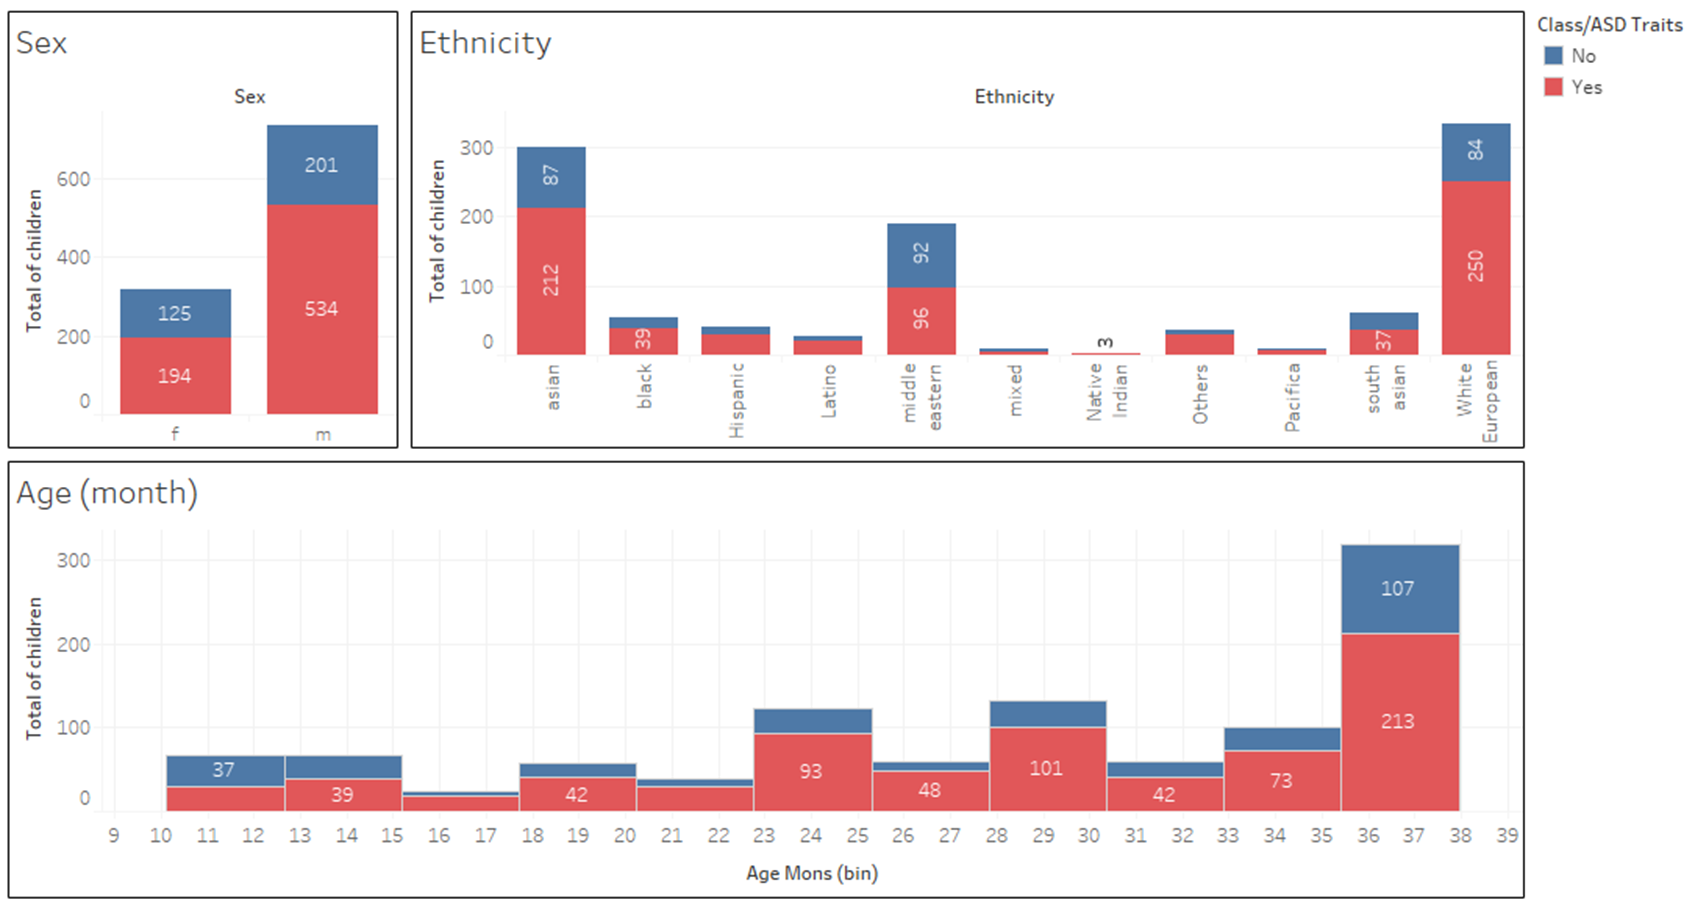 Sex
Sex
Total of children
600
400
200
0
201
534
125
194
f
m
Ethnicity
Ethnicity
Total of children
300
200
100
0
87
212
39
92
96
3
37
84
250
asian
black
Hispanic
Latino
middle
eastern
mixed
Native
Indian
Others
Pacifica
south
asian
White
European
Class/ASD Traits
No
Yes
Age (month)
Total of children
300
200
100
0
37
39
42
93
48
101
42
73
107
213
9 10 11 12 13 14 15 16 17 18 19 20 21 22 23 24 25 26 27 28 29 30 31 32 33 34 35 36 37 38 39
Age Mons (bin)